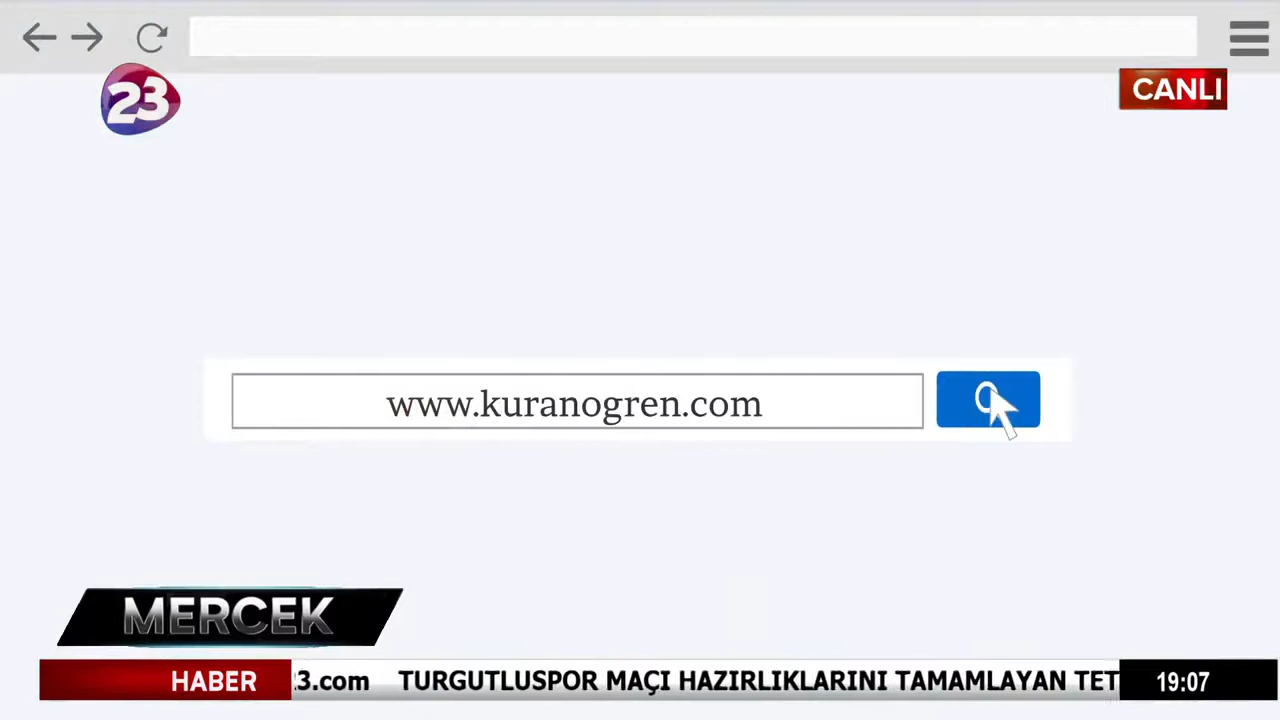 23
CANLI
www.kuranogren.com
MERCEK
HABER
3.com TURGUTLUSPOR MAÇI HAZIRLIKLARINI TAMAMLAYAN TET
19:07